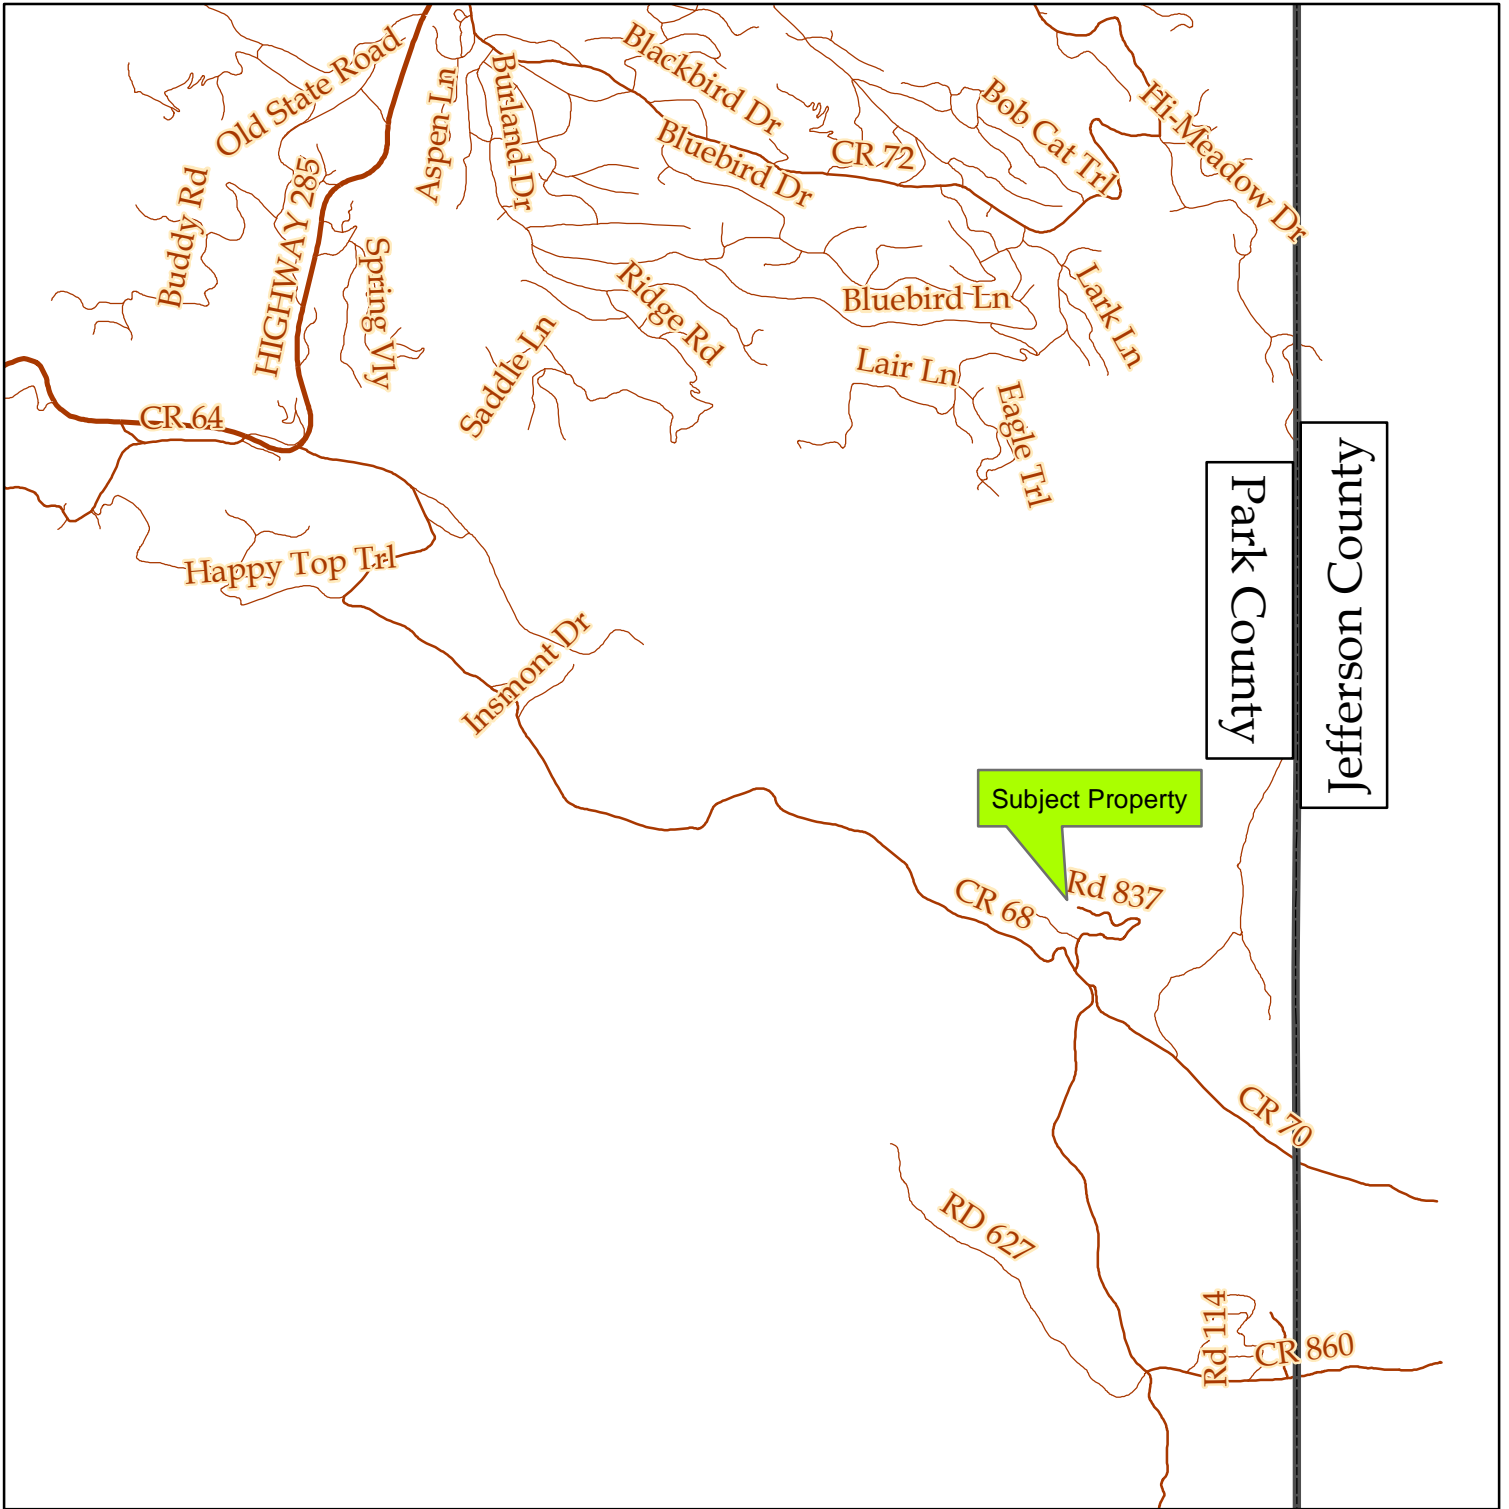 Old State Road
Aspen Ln
Burland Dr
Blackbird Dr
Bluebird Dr
CR 72
Bob Cat Trl
Hi-Meadow Dr
Buddy Rd
HIGHWAY 285
Spring Vly
Saddle Ln
Ridge Rd
Bluebird Ln
Lark Ln
Lair Ln
Eagle Trl
CR 64
Happy Top Trl
Insmont Dr
Park County
Jefferson County
Subject Property
CR 68
Rd 837
CR 70
RD 627
Rd 114
CR 860